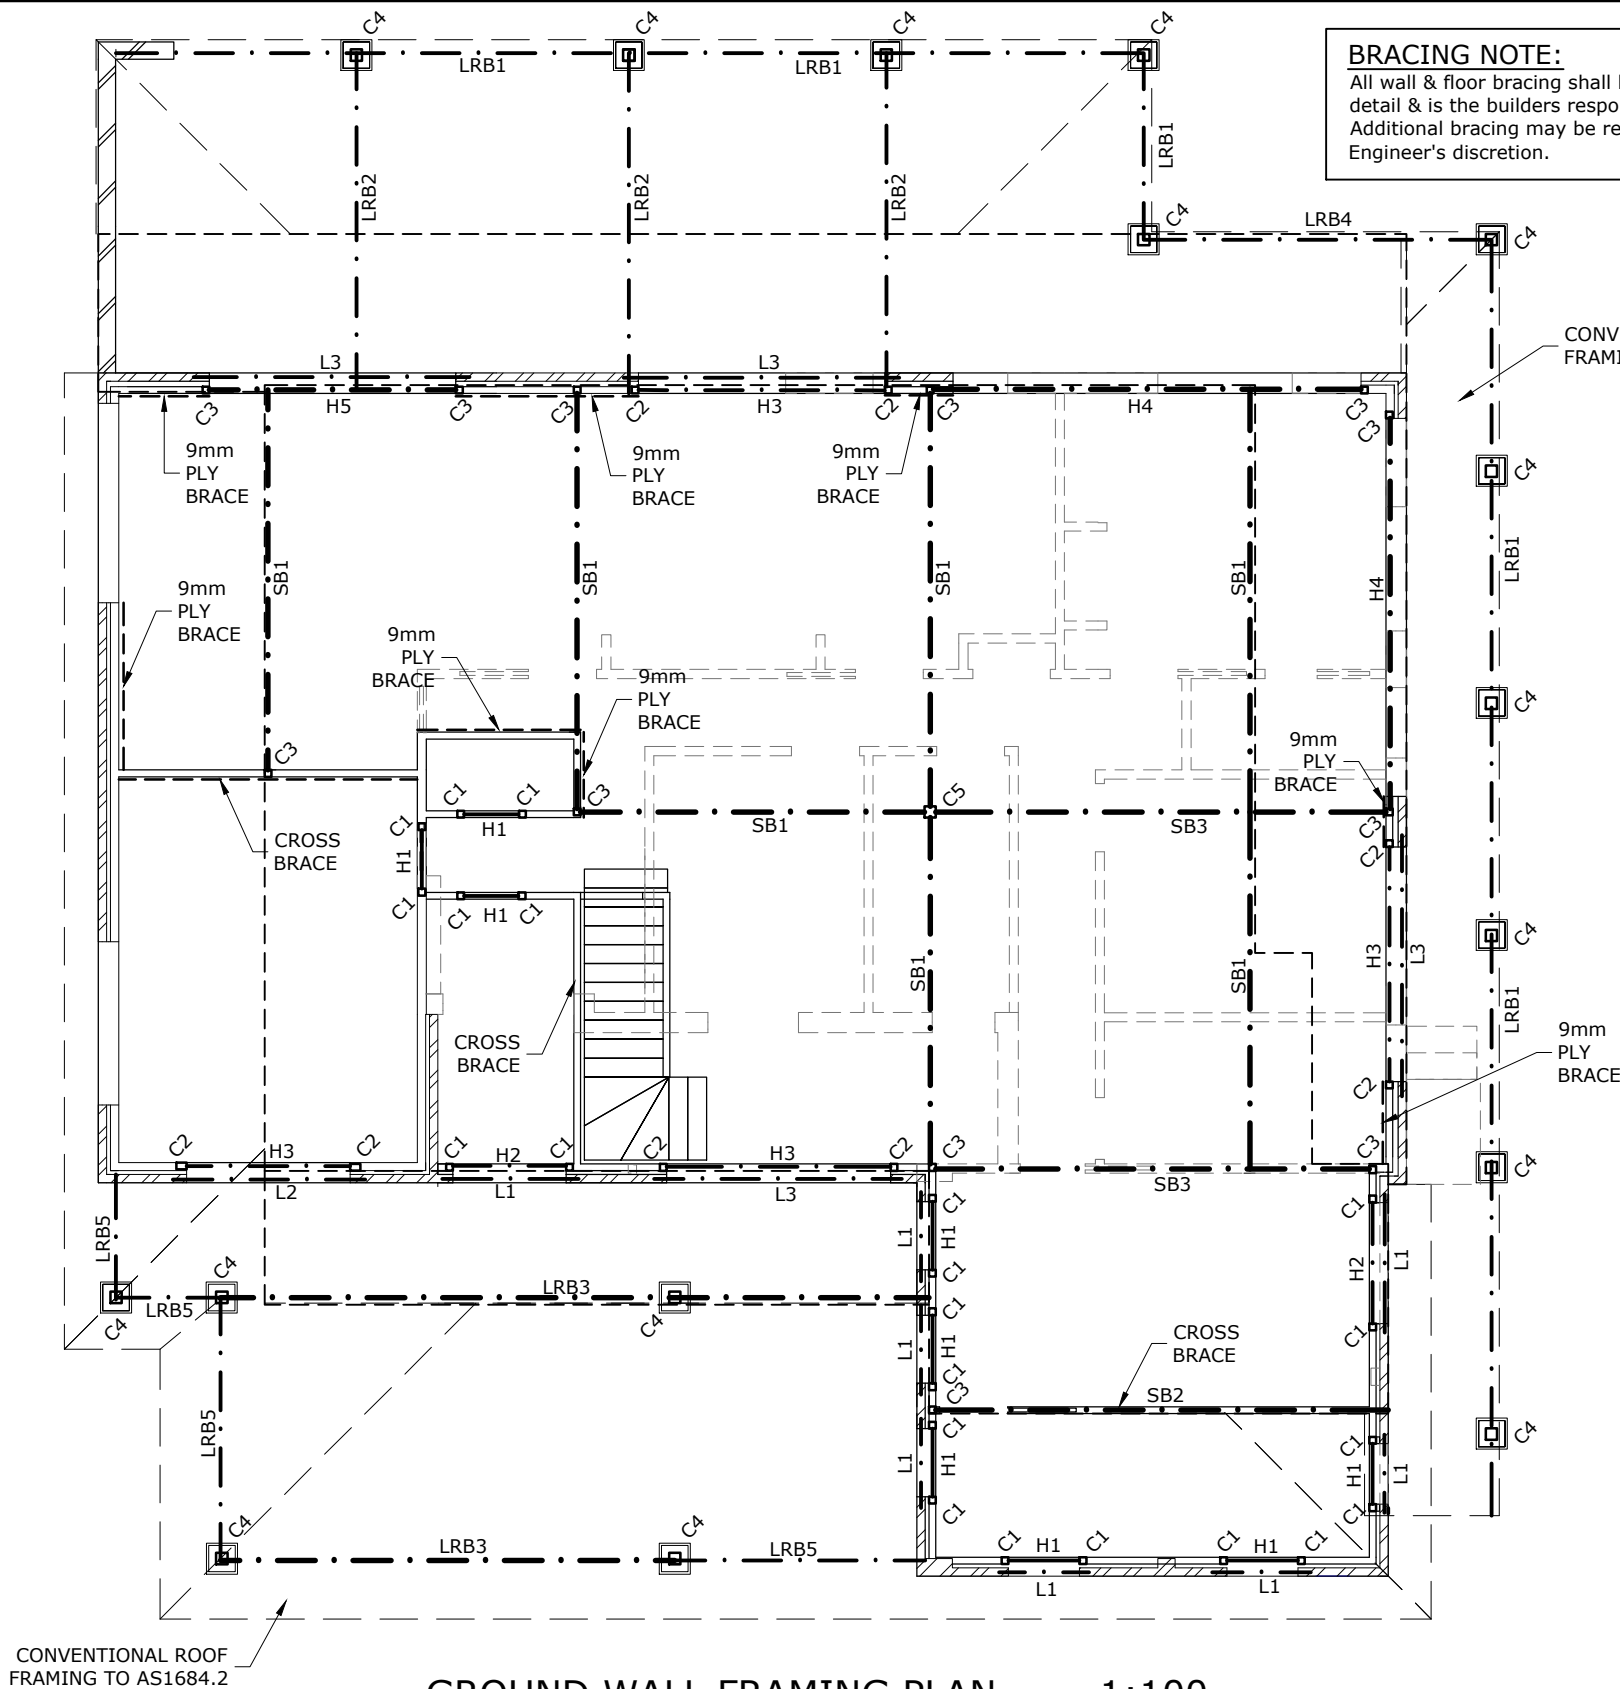 C4
C4
C4
C4
LRB1
LRB1
BRACING NOTE:
All wall & floor bracing shall
detail & is the builders
Additional bracing may be
Engineer's discretion.
LRB1
LRB2
LRB2
LRB2
C4
LRB4
C4
L3
L3
C3
H5
C3
C3
C2
H3
C2
C3
H4
C3
C3
9mm
PLY
BRACE
9mm
PLY
BRACE
9mm
PLY
BRACE
C4
SB1
SB1
SB1
SB1
H4
LRB1
9mm
PLY
BRACE
9mm
PLY
BRACE
9mm
PLY
BRACE
C4
9mm
PLY
BRACE
C3
C1
C1
H1
C3
SB1
C5
SB3
C3
C2
CROSS
BRACE
C1
H1
C1
C1
H1
C1
C4
SB1
SB1
H3
L3
LRB1
CROSS
BRACE
9mm
PLY
BRACE
C2
C2
H3
C2
L2
C1
H2
C1
L1
C2
H3
C2
L3
C3
SB3
C3
C4
LRB5
C1
L1
H1
C1
C1
H2
L1
C1
C4
LRB5
LRB3
C4
C1
L1
H1
C1
C3
CROSS
BRACE
SB2
LRB5
C1
L1
H1
C1
C1
H1
L1
C1
C4
C4
LRB3
C4
LRB5
C1
H1
C1
L1
C1
H1
C1
L1
CONVENTIONAL ROOF
FRAMING TO AS1684.2
GROUND WALL FRAMING PLAN 1:100